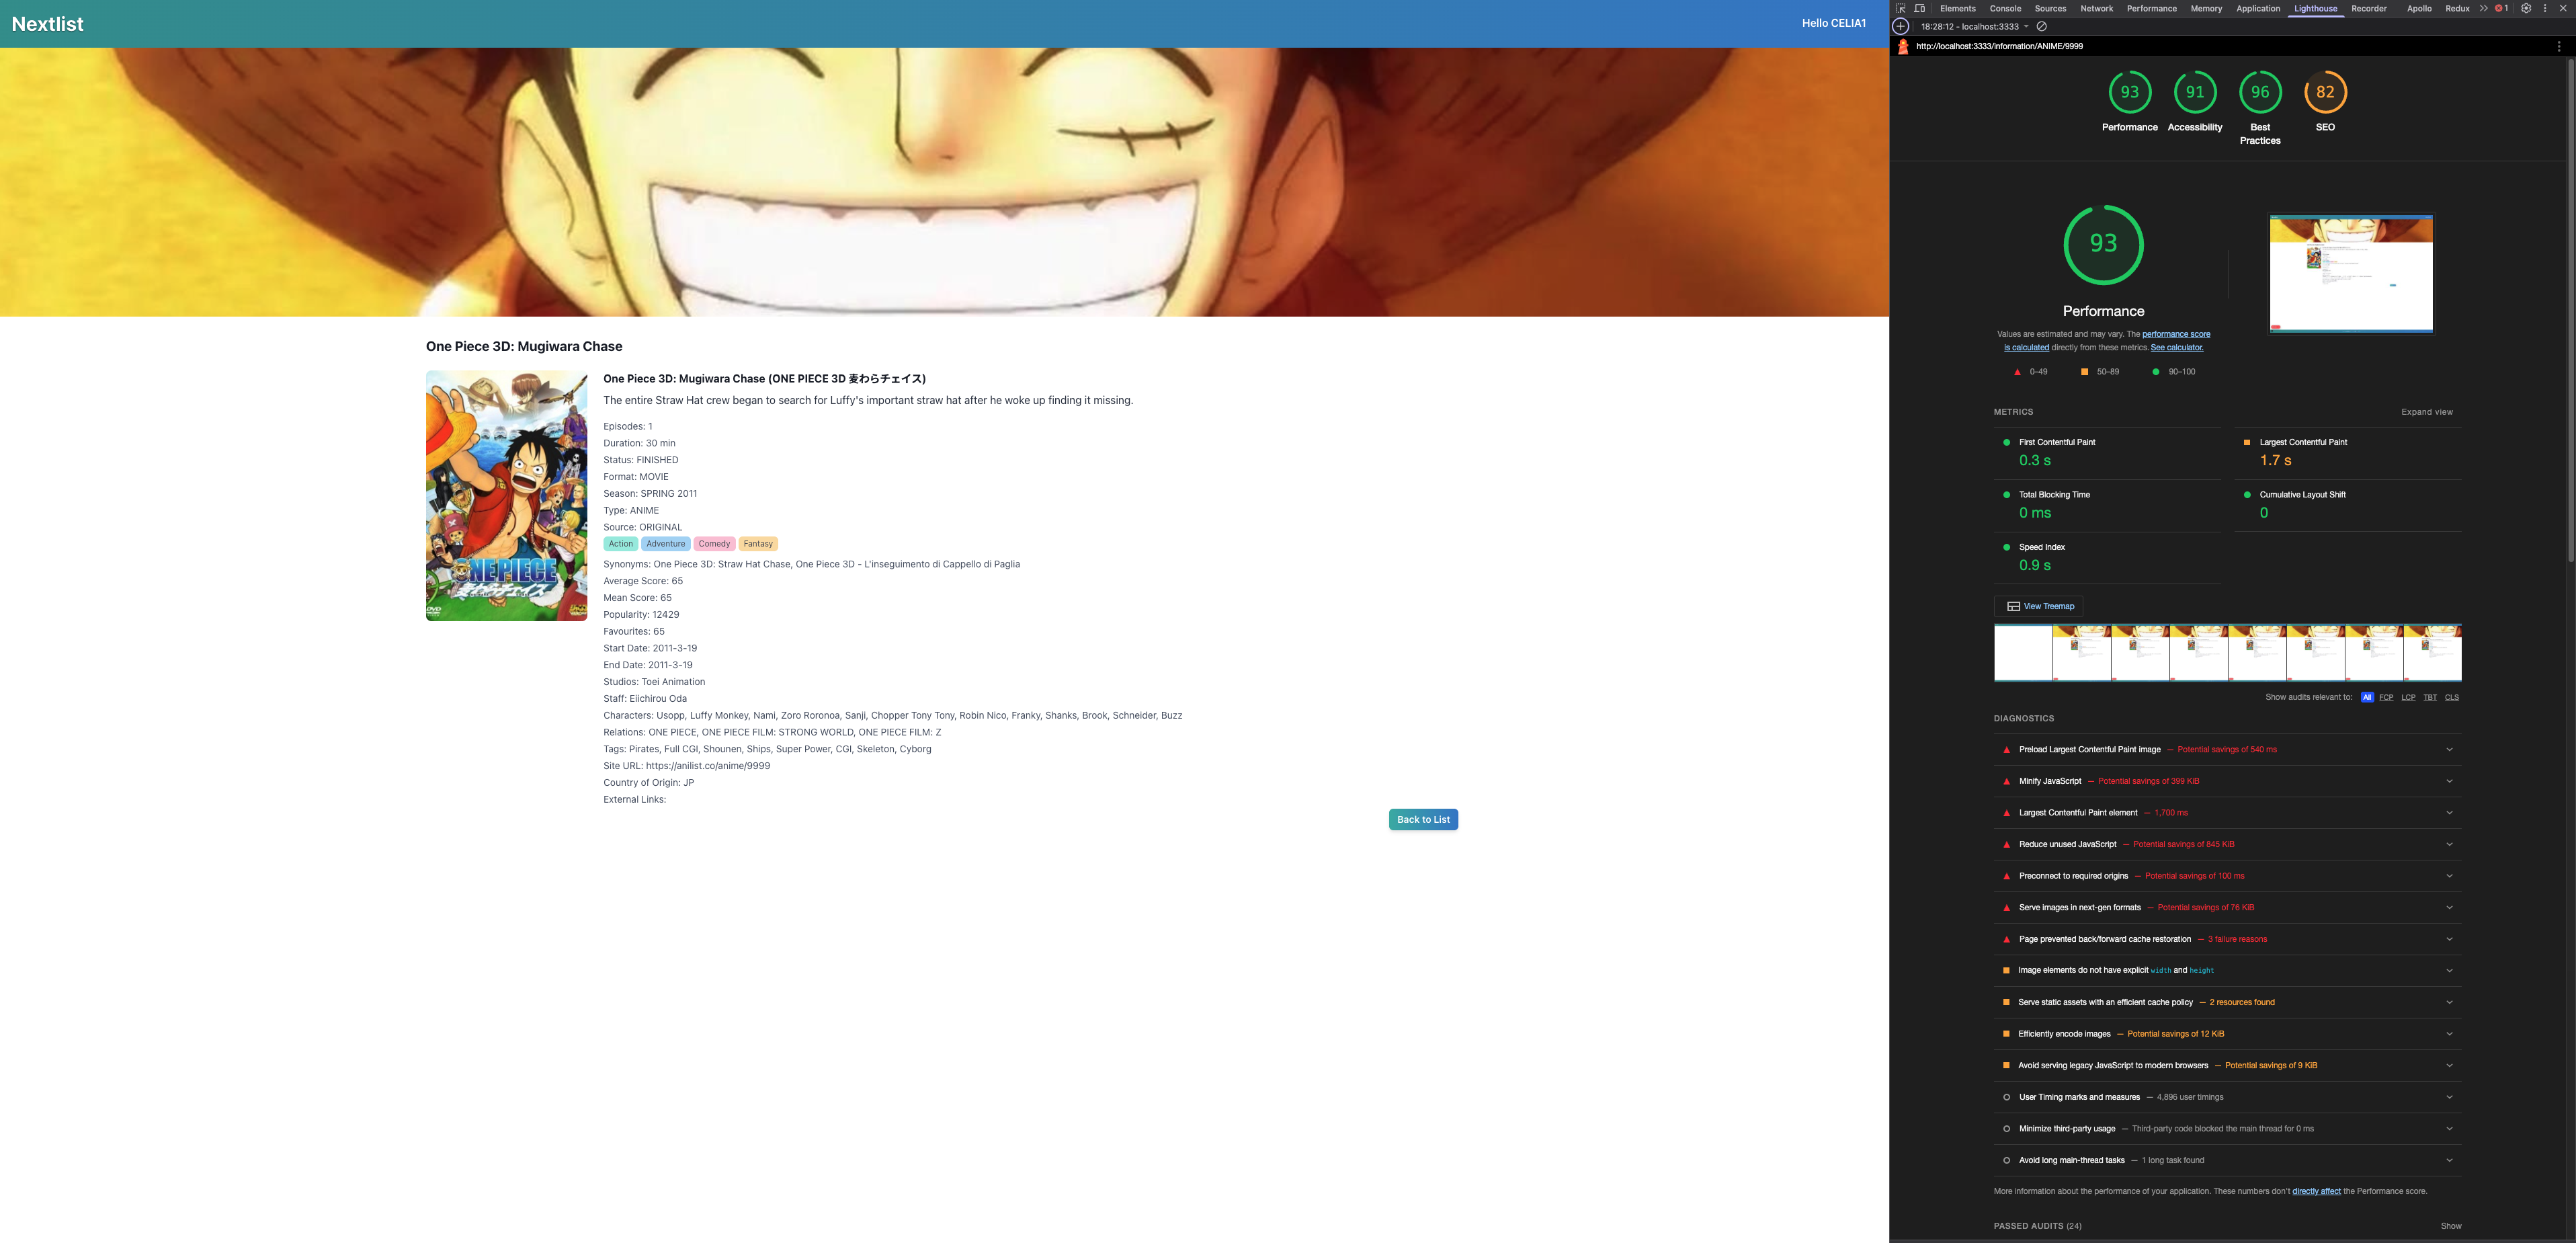 Nextlist
Hello CELIA1
One Piece 3D: Mugiwara Chase
One Piece 3D: Mugiwara Chase (ONE PIECE 3D 麦わらチェイス)
The entire Straw Hat crew began to search for Luffy's important straw hat after he woke up finding it missing.
Episodes: 1
Duration: 30 min
Status: FINISHED
Format: MOVIE
Season: SPRING 2011
Type: ANIME
Source: ORIGINAL
Action Adventure Comedy Fantasy
Synonyms: One Piece 3D: Straw Hat Chase, One Piece 3D - L'inseguimento di Cappello di Paglia
Average Score: 65
Mean Score: 65
Popularity: 12429
Favourites: 65
Start Date: 2011-3-19
End Date: 2011-3-19
Studios: Toei Animation
Staff: Eiichirou Oda
Characters: Usopp, Luffy Monkey, Nami, Zoro Roronoa, Sanji, Chopper Tony Tony, Robin Nico, Franky, Shanks, Brook, Schneider, Buzz
Relations: ONE PIECE, ONE PIECE FILM: STRONG WORLD, ONE PIECE FILM: Z
Tags: Pirates, Full CGI, Shounen, Ships, Super Power, CGI, Skeleton, Cyborg
Site URL: https://anilist.co/anime/9999
Country of Origin: JP
External Links:
Back to List
Elements Console Sources Network Performance Memory Application Lighthouse Recorder Apollo Redux 1
18:28:12 - localhost:3333
http://localhost:3333/information/ANIME/9999
93 91 96 82
Performance Accessibility Best Practices SEO
93
Performance
Values are estimated and may vary. The performance score
is calculated directly from these metrics. See calculator.
0–49 50–89 90–100
METRICS
Expand view
First Contentful Paint
0.3 s
Largest Contentful Paint
1.7 s
Total Blocking Time
0 ms
Cumulative Layout Shift
0
Speed Index
0.9 s
View Treemap
Show audits relevant to: All FCP LCP TBT CLS
DIAGNOSTICS
Preload Largest Contentful Paint image — Potential savings of 540 ms
Minify JavaScript — Potential savings of 399 KiB
Largest Contentful Paint element — 1,700 ms
Reduce unused JavaScript — Potential savings of 845 KiB
Preconnect to required origins — Potential savings of 100 ms
Serve images in next-gen formats — Potential savings of 76 KiB
Page prevented back/forward cache restoration — 3 failure reasons
Image elements do not have explicit width and height
Serve static assets with an efficient cache policy — 2 resources found
Efficiently encode images — Potential savings of 12 KiB
Avoid serving legacy JavaScript to modern browsers — Potential savings of 9 KiB
User Timing marks and measures — 4,896 user timings
Minimize third-party usage — Third-party code blocked the main thread for 0 ms
Avoid long main-thread tasks — 1 long task found
More information about the performance of your application. These numbers don't directly affect the Performance score.
PASSED AUDITS (24)
Show